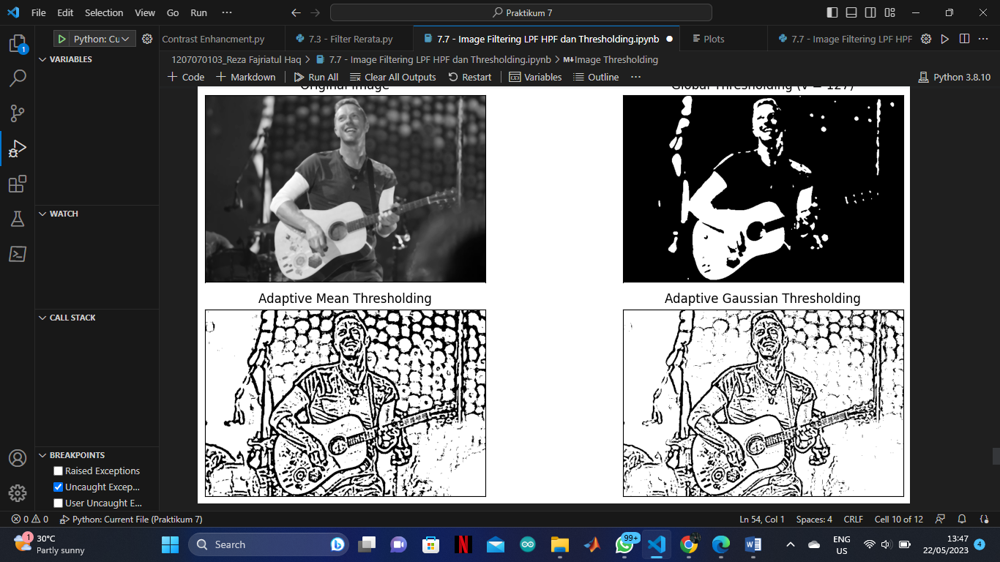 File Edit Selection View Go Run ···
Praktikum 7
Python: Cu
Contrast Enhancment.py
7.3 - Filter Rerata.py
7.7 - Image Filtering LPF HPF dan Thresholding.ipynb
Plots
7.7 - Image Filtering LPF HPF
1
VARIABLES
1207070103_Reza Fajriatul Haq > 7.7 - Image Filtering LPF HPF dan Thresholding.ipynb > M↓Image Thresholding
Code Markdown Run All Clear All Outputs Restart Variables Outline ···
Python 3.8.10
Original Image
Global Thresholding (v = 127)
WATCH
Adaptive Mean Thresholding
Adaptive Gaussian Thresholding
CALL STACK
BREAKPOINTS
Raised Exceptions
Uncaught Excep...
User Uncaught E...
0 0 Python: Current File (Praktikum 7)
Ln 54, Col 1 Spaces: 4 CRLF Cell 10 of 12
1
30°C
Partly sunny
Search
99+
ENG
US
13:47
22/05/2023
4